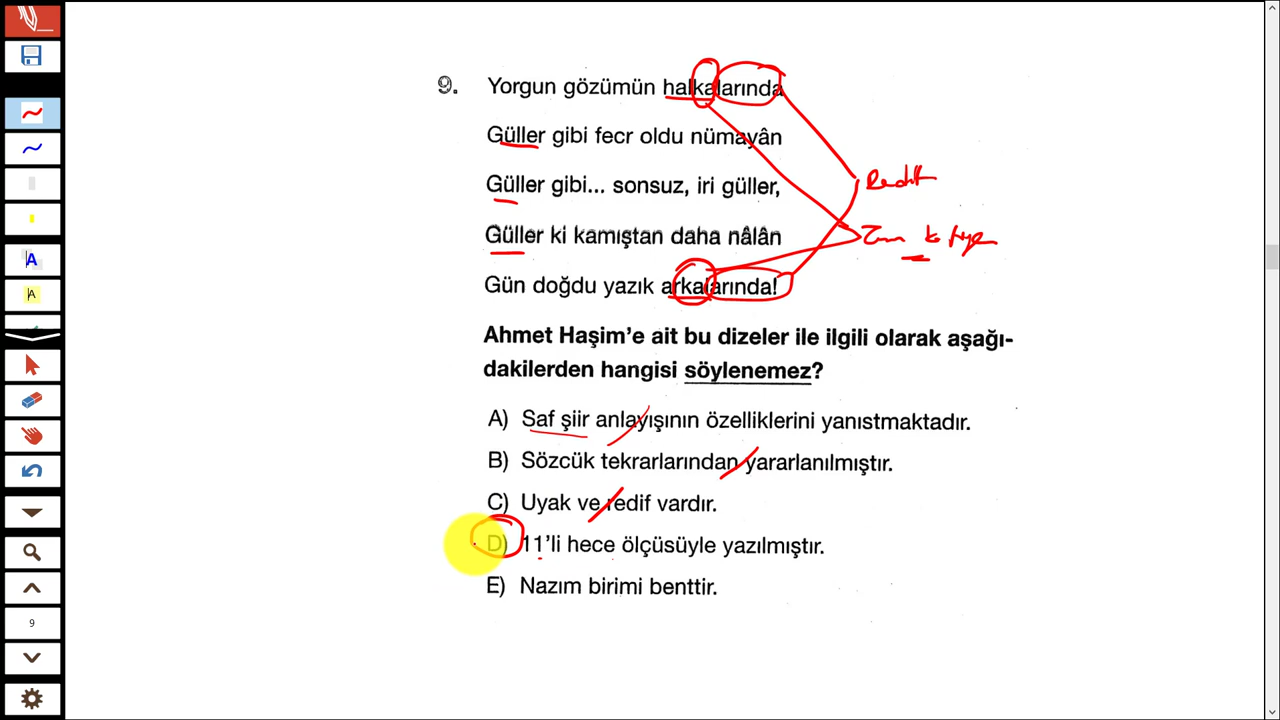 9. Yorgun gözümün halkalarında
Güller gibi fecr oldu nümayân
Güller gibi... sonsuz, iri güller,
Redif
Güller ki kamıştan daha nâlân
Gün doğdu yazık arkalarında!
Ahmet Haşim'e ait bu dizeler ile ilgili olarak aşağı-
dakilerden hangisi söylenemez?
A) Saf şiir anlayışının özelliklerini yanıstmaktadır.
B) Sözcük tekrarlarından yararlanılmıştır.
C) Uyak ve redif vardır.
D) 11'li hece ölçüsüyle yazılmıştır.
E) Nazım birimi benttir.
A
A
9